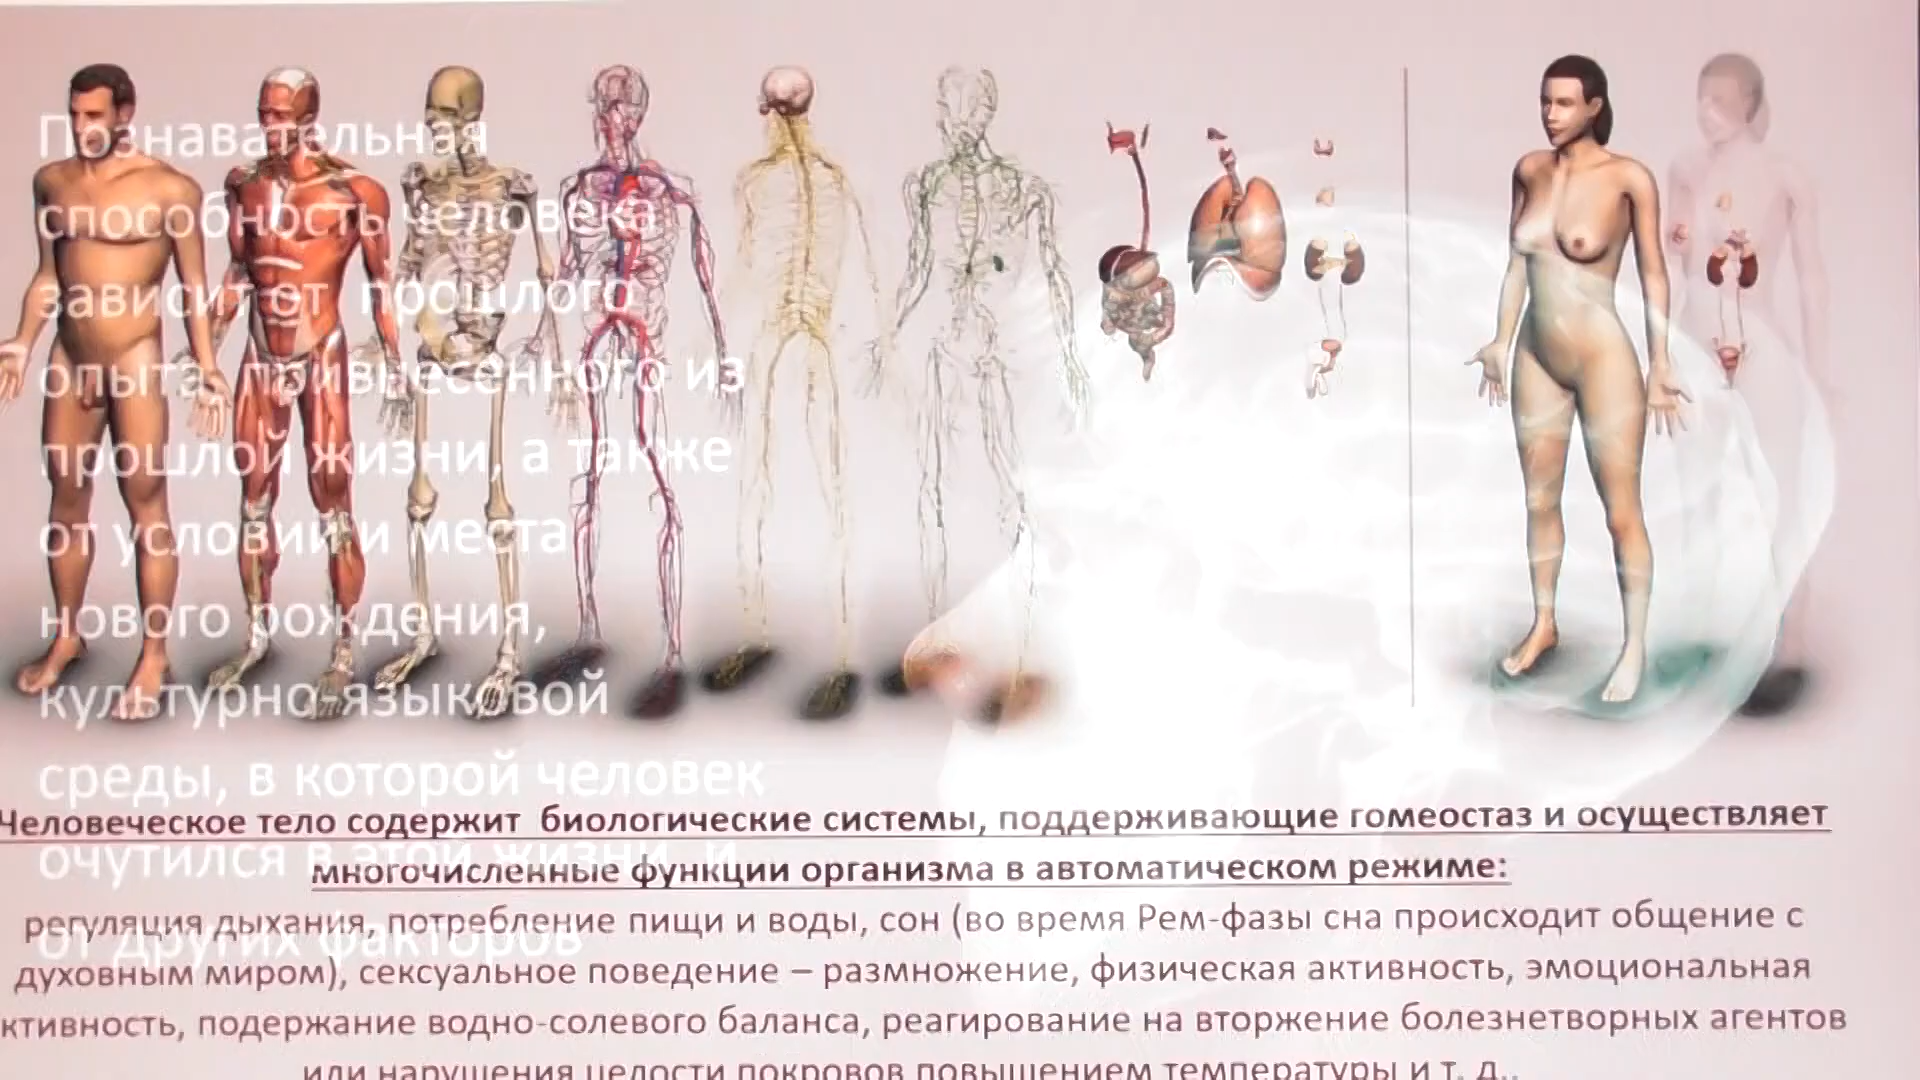 Познавательная
способность человека
зависит от прошлого
опыта, привнесенного из
прошлой жизни, а также
от условий и места
нового рождения,
культурно-языковой
среды, в которой человек
очутился в этой жизни, и
от других факторов
Человеческое тело содержит биологические системы, поддерживающие гомеостаз и осуществляет
многочисленные функции организма в автоматическом режиме:
регуляция дыхания, потребление пищи и воды, сон (во время Рем-фазы сна происходит общение с
духовным миром), сексуальное поведение – размножение, физическая активность, эмоциональная
ктивность, подержание водно-солевого баланса, реагирование на вторжение болезнетворных агентов
или нарушения целости покровов повышением температуры и т. д..